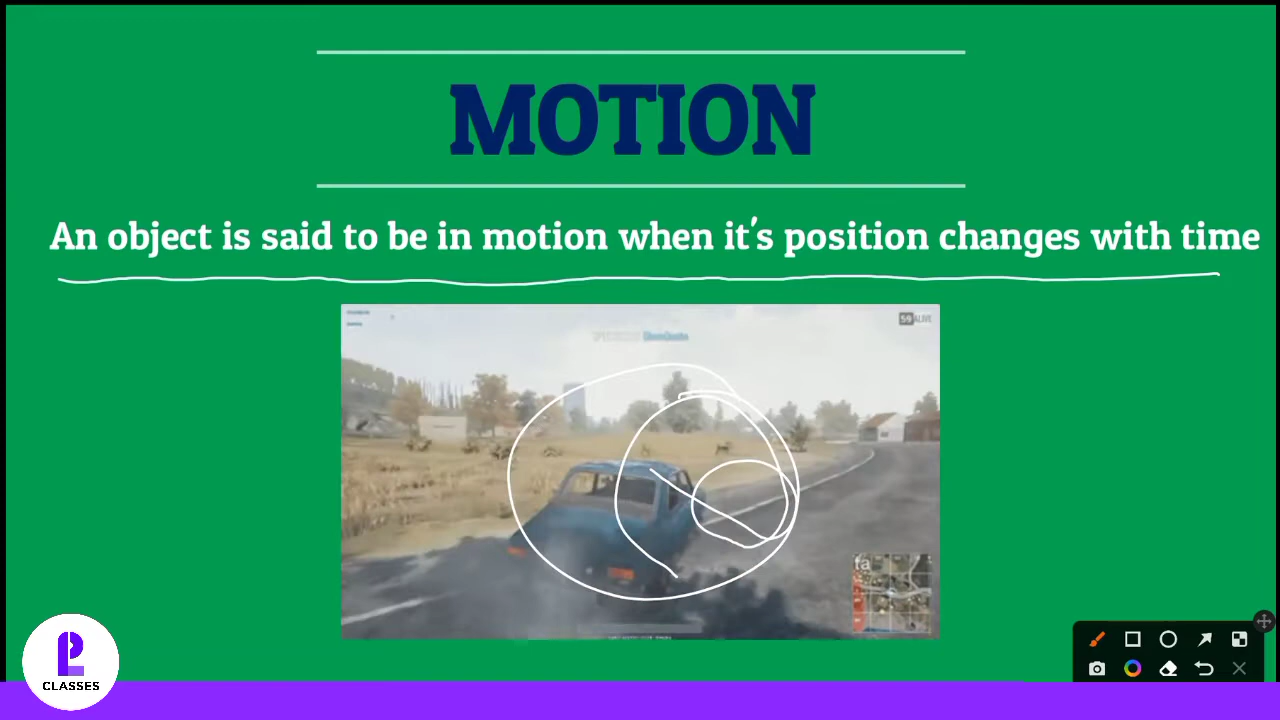 MOTION
An object is said to be in motion when it's position changes with time
59 ALIVE
CLASSES